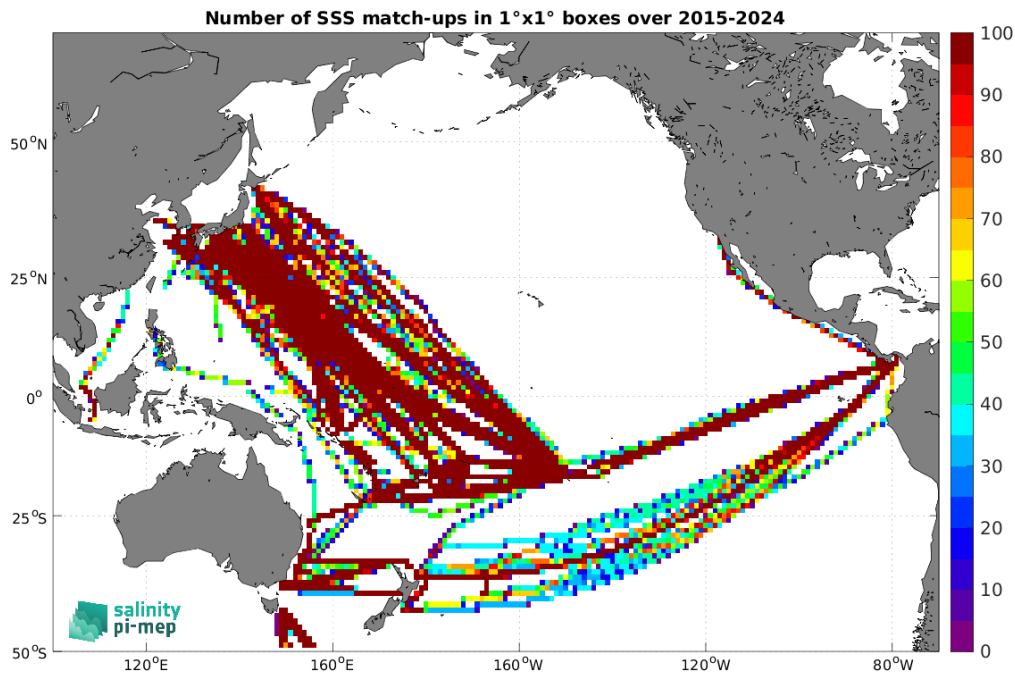 Number of SSS match-ups in 1°x1° boxes over 2015-2024
100
90
80
70
60
50
40
30
20
10
0
50°N
25°N
0°
25°S
50°S
120°E
160°E
160°W
120°W
80°W
salinity
pi-mep